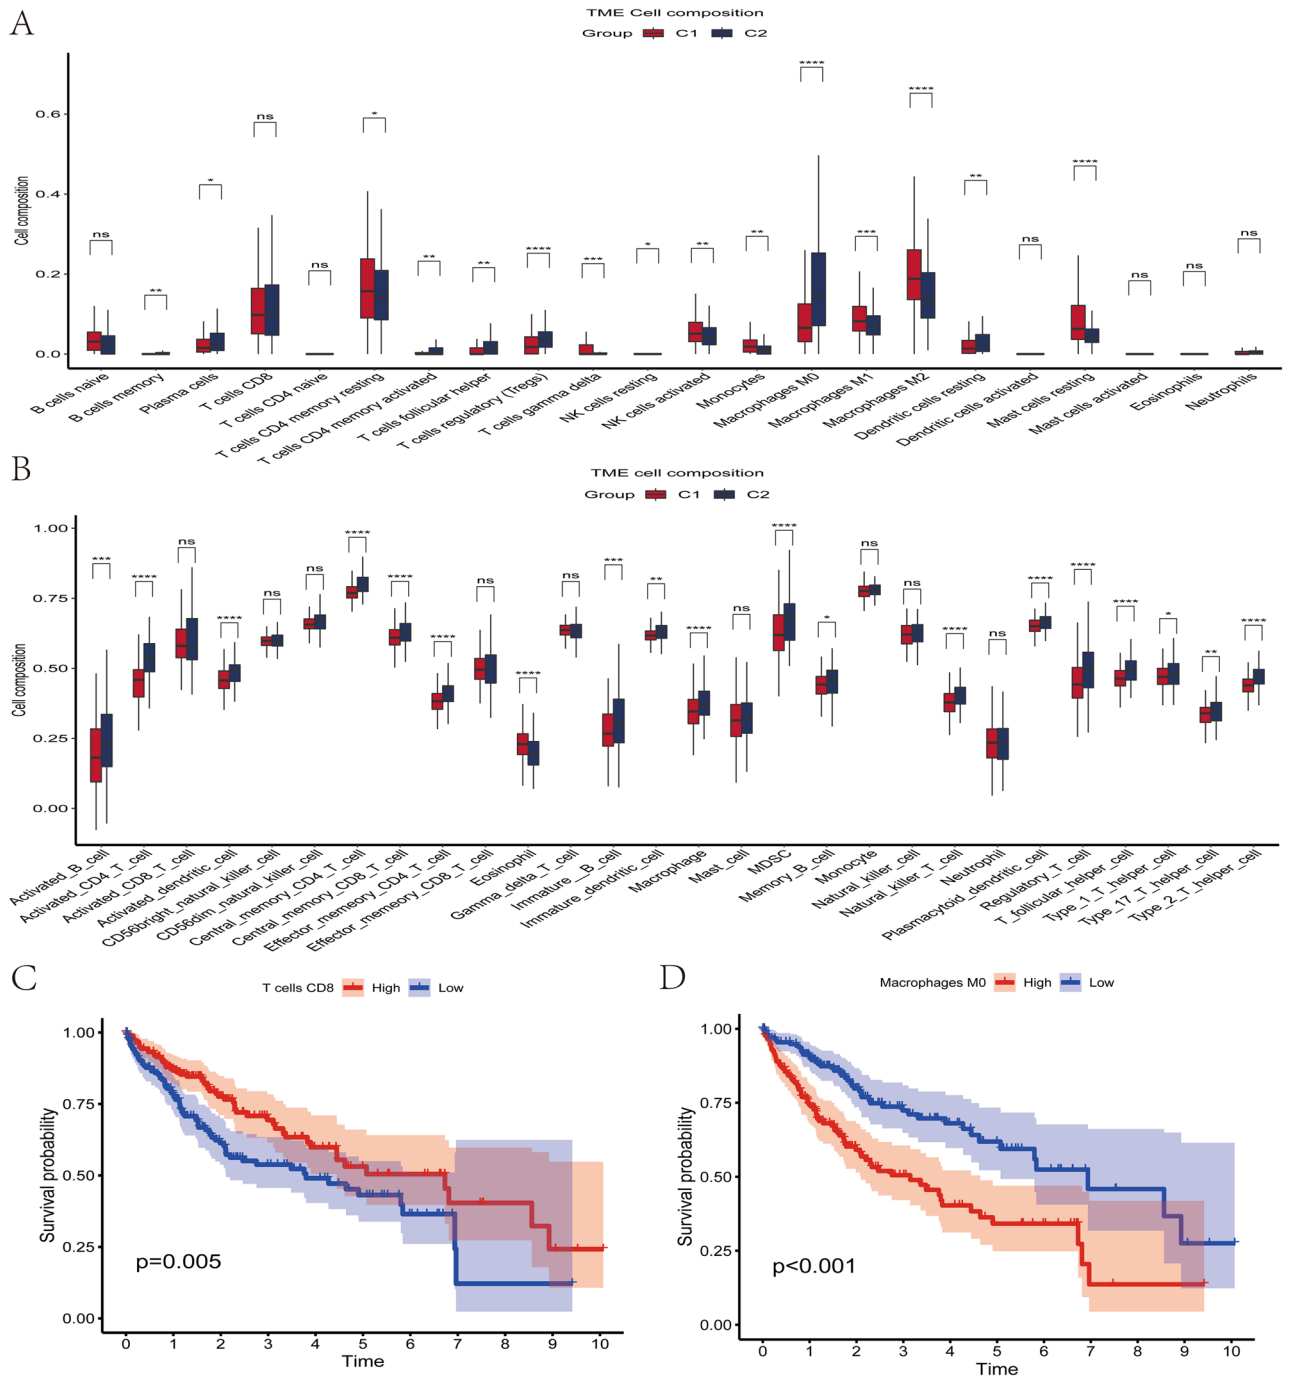 A
TME Cell composition
Group C1 C2
Cell composition
0.6
0.4
0.2
0.0
ns
**
*
ns
ns
*
**
**
****
***
*
**
**
****
***
****
**
ns
****
ns
ns
ns
B cells naive
B cells memory
Plasma cells
T cells CD8
T cells CD4 naive
T cells CD4 memory resting
T cells CD4 memory activated
T cells follicular helper
T cells regulatory (Tregs)
T cells gamma delta
NK cells resting
NK cells activated
Monocytes
Macrophages M0
Macrophages M1
Macrophages M2
Dendritic cells resting
Dendritic cells activated
Mast cells resting
Mast cells activated
Eosinophils
Neutrophils
B
TME cell composition
Group C1 C2
Cell composition
1.00
0.75
0.50
0.25
0.00
***
****
ns
****
ns
ns
****
****
****
ns
****
ns
***
**
****
ns
****
*
ns
ns
****
ns
****
****
****
*
**
****
Activated_B_cell
Activated_CD4_T_cell
Activated_CD8_T_cell
Activated_dendritic_cell
CD56bright_natural_killer_cell
CD56dim_natural_killer_cell
Central_memory_CD4_T_cell
Central_memory_CD8_T_cell
Effector_memeory_CD4_T_cell
Effector_memeory_CD8_T_cell
Eosinophil
Gamma_delta_T_cell
Immature__B_cell
Immature_dendritic_cell
Macrophage
Mast_cell
MDSC
Memory_B_cell
Monocyte
Natural_killer_cell
Natural_killer_T_cell
Neutrophil
Plasmacytoid_dendritic_cell
Regulatory_T_cell
T_follicular_helper_cell
Type_1_T_helper_cell
Type_17_T_helper_cell
Type_2_T_helper_cell
C
T cells CD8 High Low
Survival probability
1.00
0.75
0.50
0.25
0.00
p=0.005
0 1 2 3 4 5 6 7 8 9 10
Time
D
Macrophages M0 High Low
Survival probability
1.00
0.75
0.50
0.25
0.00
p<0.001
0 1 2 3 4 5 6 7 8 9 10
Time